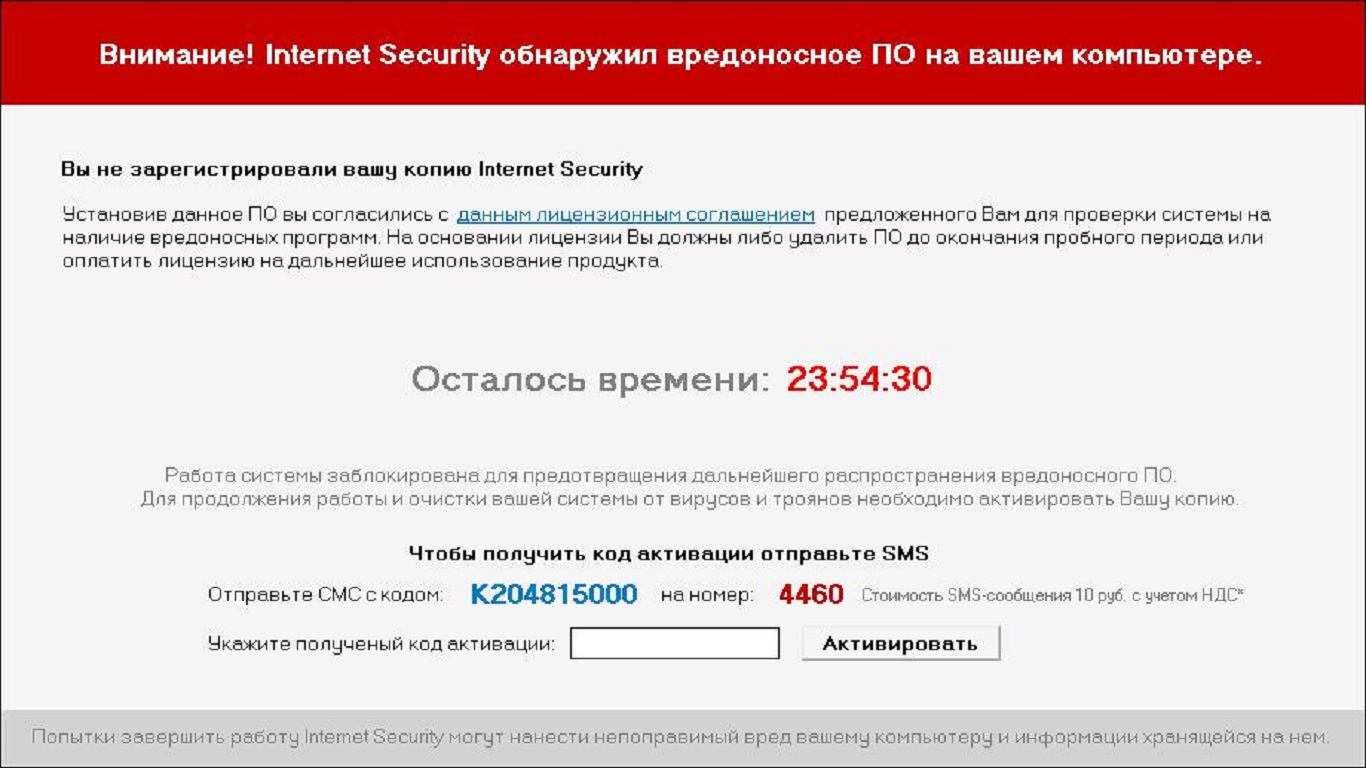 Внимание! Internet Security обнаружил вредоносное ПО на вашем компьютере.
Вы не зарегистрировали вашу копию Internet Security
Установив данное ПО вы согласились с данным лицензионным соглашением предложенного Вам для проверки системы на
наличие вредоносных программ. На основании лицензии Вы должны либо удалить ПО до окончания пробного периода или
оплатить лицензию на дальнейшее использование продукта.
Осталось времени: 23:54:30
Работа системы заблокирована для предотвращения дальнейшего распространения вредоносного ПО.
Для продолжения работы и очистки вашей системы от вирусов и троянов необходимо активировать Вашу копию.
Чтобы получить код активации отправьте SMS
Отправьте СМС с кодом: K204815000 на номер: 4460 Стоимость SMS-сообщения 10 руб. с учетом НДС*
Укажите полученый код активации: Активировать
Попытки завершить работу Internet Security могут нанести непоправимый вред вашему компьютеру и информации хранящейся на нем.